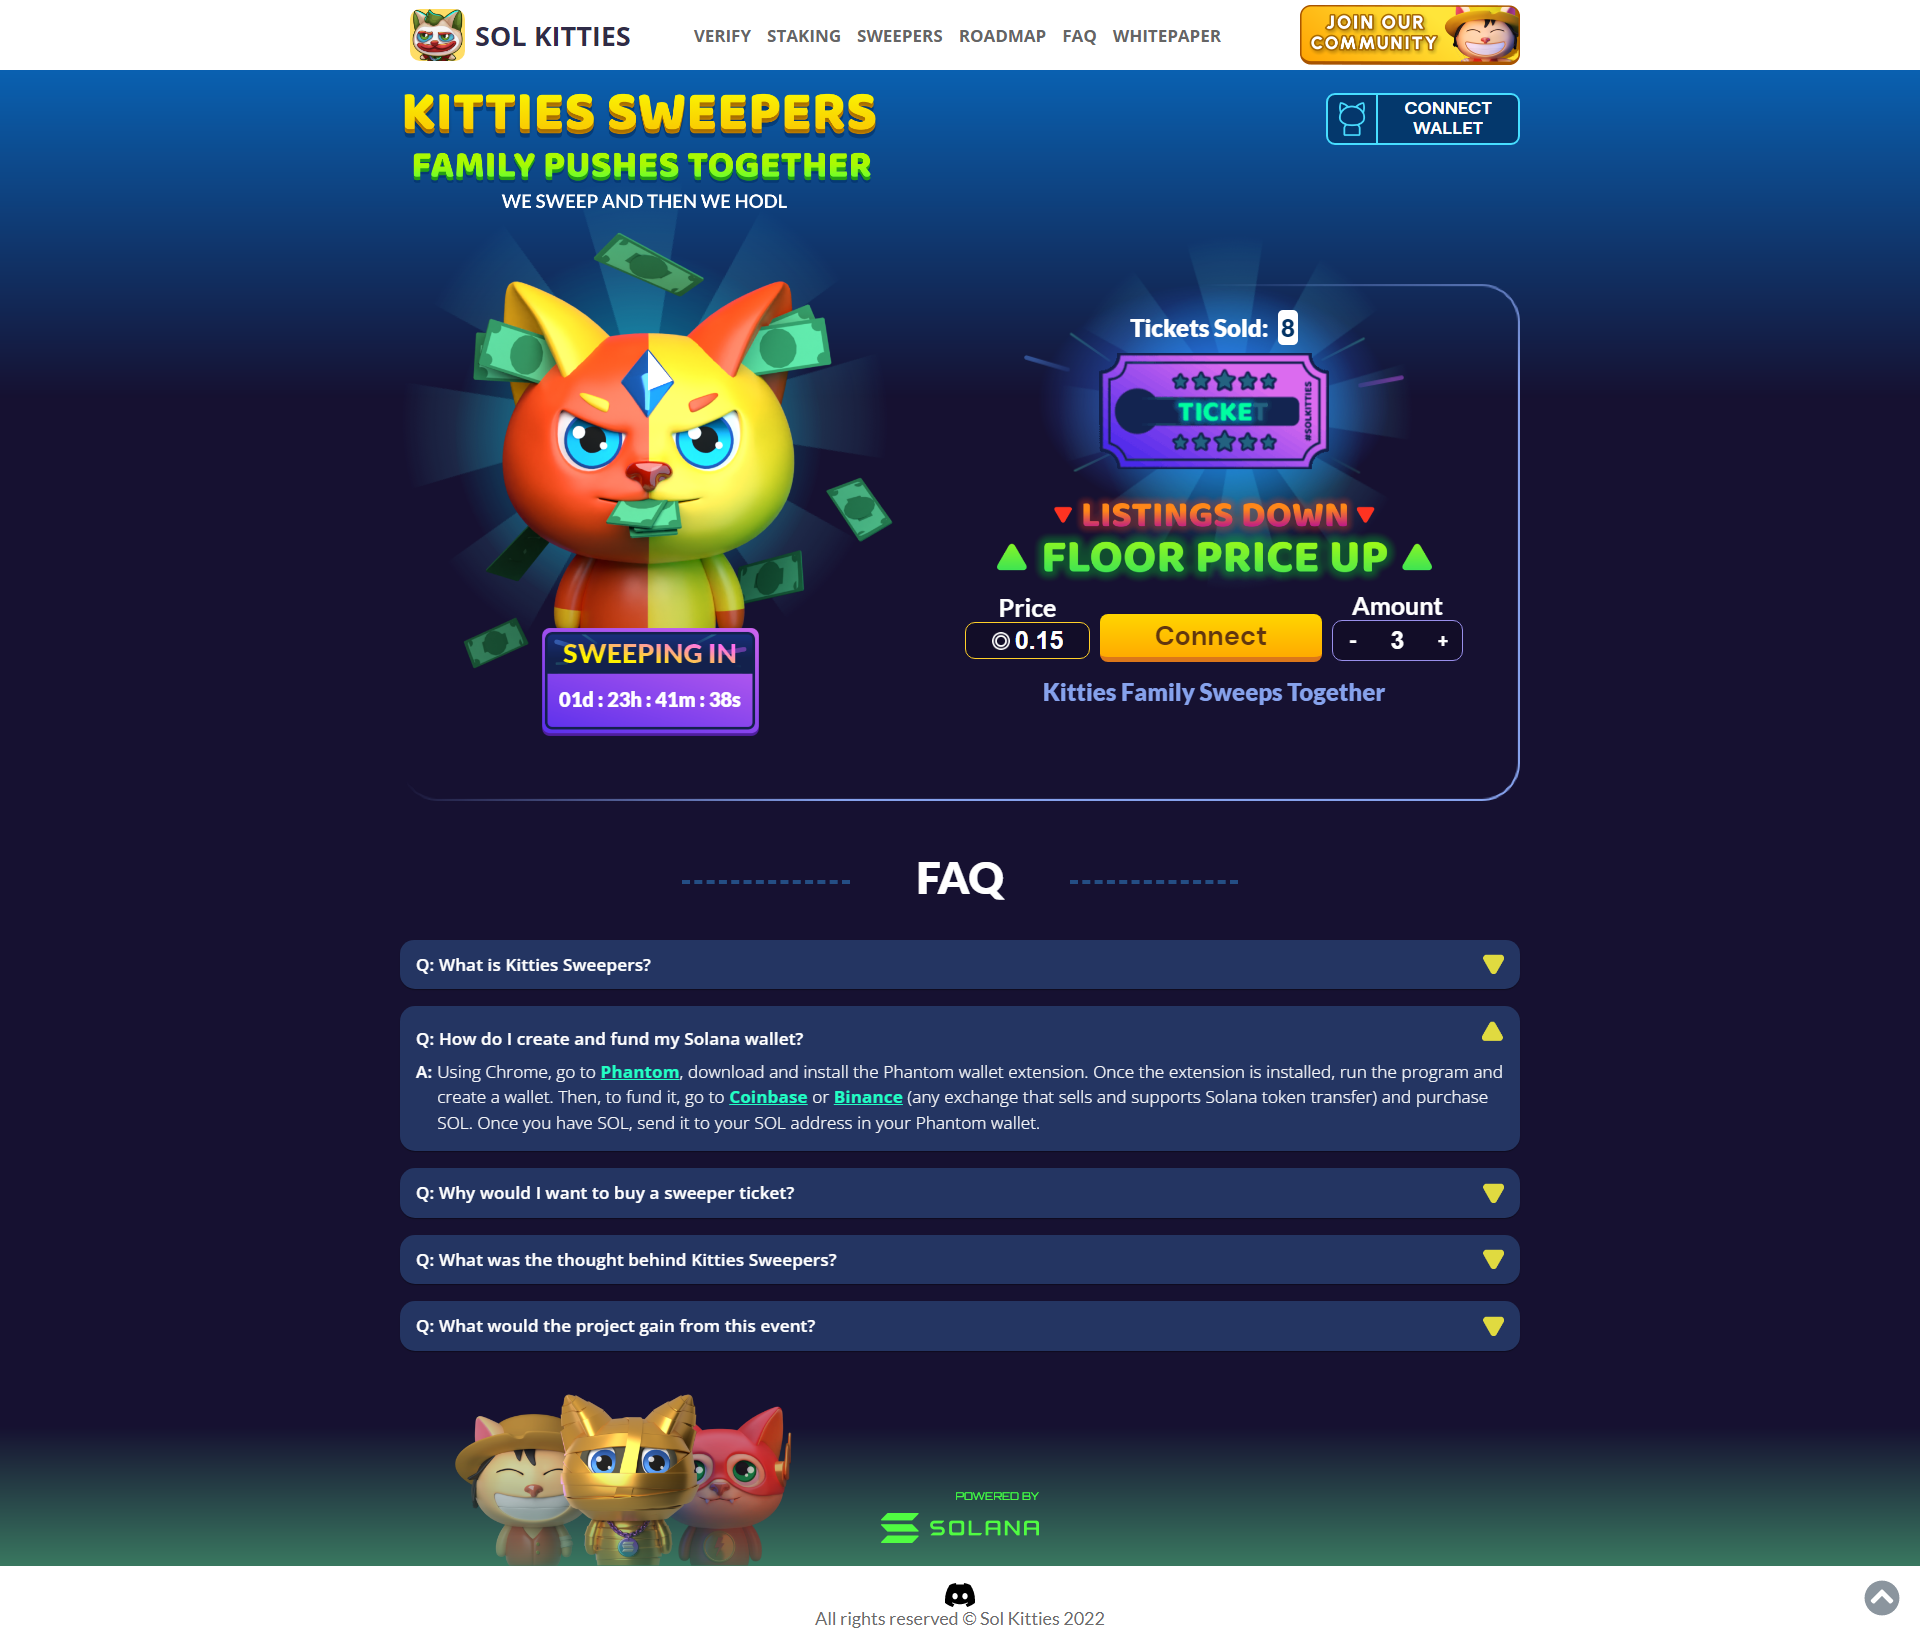 SOL KITTIES
VERIFY STAKING SWEEPERS ROADMAP FAQ WHITEPAPER
JOIN OUR
COMMUNITY
KITTIES SWEEPERS
FAMILY PUSHES TOGETHER
WE SWEEP AND THEN WE HODL
CONNECT
WALLET
Tickets Sold: 8
TICKET
#SOLKITTIES
LISTINGS DOWN
FLOOR PRICE UP
Price
0.15
Connect
Amount
- 3 +
Kitties Family Sweeps Together
SWEEPING IN
01d : 23h : 41m : 38s
FAQ
Q: What is Kitties Sweepers?
Q: How do I create and fund my Solana wallet?
A: Using Chrome, go to Phantom, download and install the Phantom wallet extension. Once the extension is installed, run the program and
create a wallet. Then, to fund it, go to Coinbase or Binance (any exchange that sells and supports Solana token transfer) and purchase
SOL. Once you have SOL, send it to your SOL address in your Phantom wallet.
Q: Why would I want to buy a sweeper ticket?
Q: What was the thought behind Kitties Sweepers?
Q: What would the project gain from this event?
POWERED BY
SOLANA
All rights reserved © Sol Kitties 2022